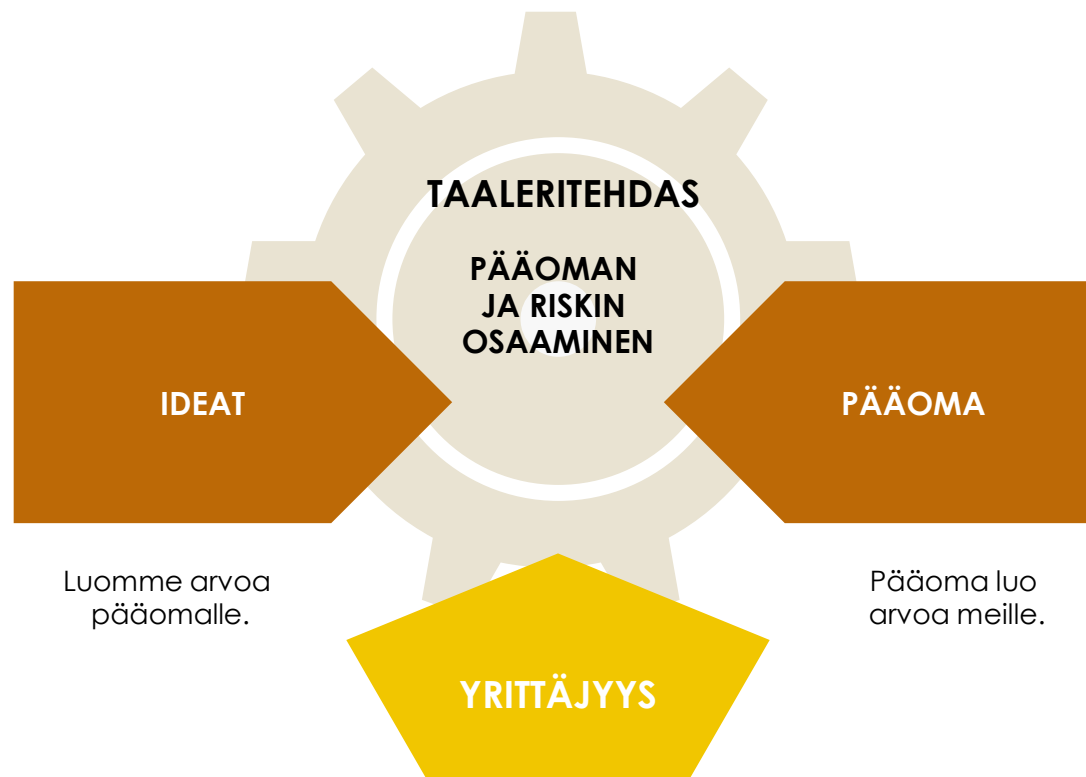 TAALERITEHDAS
PÄÄOMAN
JA RISKIN
OSAAMINEN
IDEAT
PÄÄOMA
Luomme arvoa
pääomalle.
Pääoma luo
arvoa meille.
YRITTÄJYYS